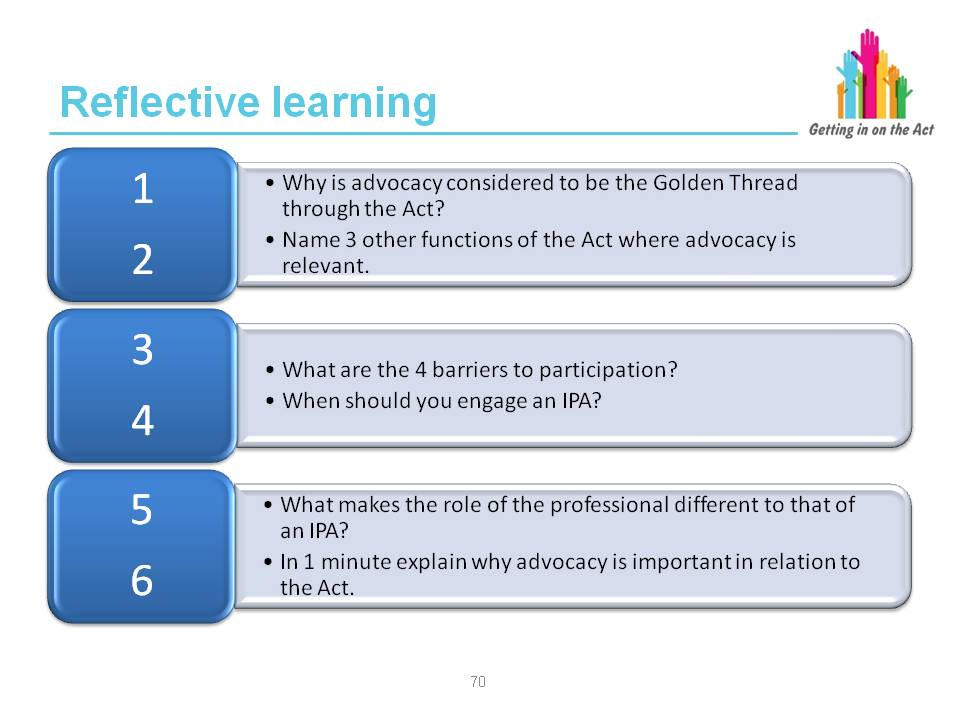 Reflective learning
Getting in on the Act
1
2
• Why is advocacy considered to be the Golden Thread
through the Act?
• Name 3 other functions of the Act where advocacy is
relevant.
3
4
• What are the 4 barriers to participation?
• When should you engage an IPA?
5
6
• What makes the role of the professional different to that of
an IPA?
• In 1 minute explain why advocacy is important in relation to
the Act.
70